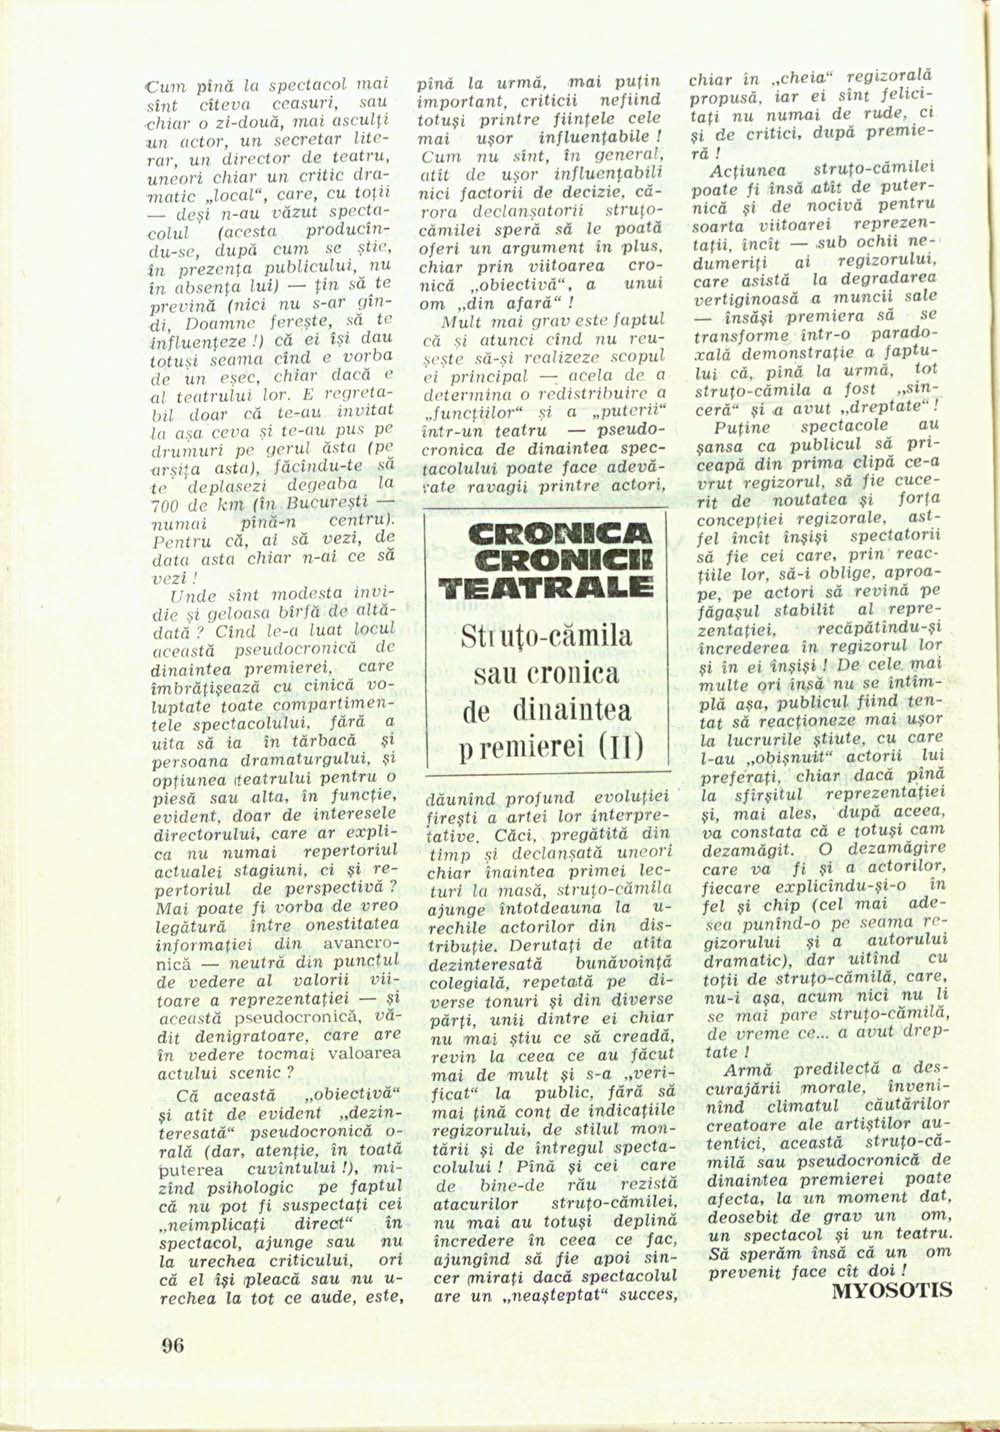 Cum pînă la spectacol mai
sînt cîteva ceasuri, sau
chiar o zi-două, mai asculți
un actor, un secretar lite-
rar, un director de teatru,
uneori chiar un critic dra-
matic „local“, care, cu toții
— deși n-au văzut specta-
colul (acesta producîn-
du-se, după cum se știe,
în prezența publicului, nu
în absența lui) — țin să te
prevină (nici nu s-ar gîn-
di, Doamne ferește, să te
influențeze !) că ei își dau
totuși seama cînd e vorba
de un eșec, chiar dacă e
al teatrului lor. E regreta-
bil doar că te-au invitat
la așa ceva și te-au pus pe
drumuri pe gerul ăsta (pe
arșița asta), făcîndu-te să
te deplasezi degeaba la
700 de km (în București —
numai pînă-n centru).
Pentru că, ai să vezi, de
data asta chiar n-ai ce să
vezi !
Unde sînt modesta invi-
die și geloasa bîrfă de altă-
dată ? Cînd le-a luat locul
această pseudocronică de
dinaintea premierei, care
îmbrățișează cu cinică vo-
luptate toate compartimen-
tele spectacolului, fără a
uita să ia în tărbacă și
persoana dramaturgului, și
opțiunea teatrului pentru o
piesă sau alta, în funcție,
evident, doar de interesele
directorului, care ar expli-
ca nu numai repertoriul
actualei stagiuni, ci și re-
pertoriul de perspectivă ?
Mai poate fi vorba de vreo
legătură între onestitatea
informației din avancro-
nică — neutră din punctul
de vedere al valorii vii-
toare a reprezentației — și
această pseudocronică, vă-
dit denigratoare, care are
în vedere tocmai valoarea
actului scenic ?
Că această „obiectivă“
și atît de evident „dezin-
teresată“ pseudocronică o-
rală (dar, atenție, în toată
puterea cuvîntului !), mi-
zînd psihologic pe faptul
că nu pot fi suspectați cei
„neimplicați direct“ în
spectacol, ajunge sau nu
la urechea criticului, ori
că el își pleacă sau nu u-
rechea la tot ce aude, este,
pînă la urmă, mai puțin
important, criticii nefiind
totuși printre ființele cele
mai ușor influențabile !
Cum nu sînt, în general,
atît de ușor influențabili
nici factorii de decizie, că-
rora declanșatorii struțo-
cămilei speră să le poată
oferi un argument în plus,
chiar prin viitoarea cro-
nică „obiectivă“, a unui
om „din afară“ !
Mult mai grav este faptul
că și atunci cînd nu reu-
șește să-și realizeze scopul
ei principal — acela de a
determina o redistribuire a
„funcțiilor“ și a „puterii“
într-un teatru — pseudo-
cronica de dinaintea spec-
tacolului poate face adevă-
rate ravagii printre actori,
CRONICA
CRONICII
TEATRALE
Struțo-cămila
sau cronica
de dinaintea
premierei (II)
dăunînd profund evoluției
firești a artei lor interpre-
tative. Căci, pregătită din
timp și declanșată uneori
chiar înaintea primei lec-
turi la masă, struțo-cămila
ajunge întotdeauna la u-
rechile actorilor din dis-
tribuție. Derutați de atîta
dezinteresată bunăvoință
colegială, repetată pe di-
verse tonuri și din diverse
părți, unii dintre ei chiar
nu mai știu ce să creadă,
revin la ceea ce au făcut
mai de mult și s-a „veri-
ficat“ la public, fără să
mai țină cont de indicațiile
regizorului, de stilul mon-
tării și de întregul specta-
colului ! Pînă și cei care
de bine-de rău rezistă
atacurilor struțo-cămilei,
nu mai au totuși deplină
încredere în ceea ce fac,
ajungînd să fie apoi sin-
cer mirați dacă spectacolul
are un „neașteptat“ succes,
chiar în „cheia“ regizorală
propusă, iar ei sînt felici-
tați nu numai de rude, ci
și de critici, după premie-
ră !
Acțiunea struțo-cămilei
poate fi însă atît de puter-
nică și de nocivă pentru
soarta viitoarei reprezen-
tații, încît — sub ochii ne-
dumeriți ai regizorului,
care asistă la degradarea
vertiginoasă a muncii sale
— însăși premiera să se
transforme într-o parado-
xală demonstrație a faptu-
lui că, pînă la urmă, tot
struțo-cămila a fost „sin-
ceră“ și a avut „dreptate“ !
Puține spectacole au
șansa ca publicul să pri-
ceapă din prima clipă ce-a
vrut regizorul, să fie cuce-
rit de noutatea și forța
concepției regizorale, ast-
fel încît înșiși spectatorii
să fie cei care, prin reac-
țiile lor, să-i oblige, aproa-
pe, pe actori să revină pe
făgașul stabilit al repre-
zentației, recăpătîndu-și
încrederea în regizorul lor
și în ei înșiși ! De cele mai
multe ori însă nu se întîm-
plă așa, publicul fiind ten-
tat să reacționeze mai ușor
la lucrurile știute, cu care
l-au „obișnuit“ actorii lui
preferați, chiar dacă pînă
la sfîrșitul reprezentației
și, mai ales, după aceea,
va constata că e totuși cam
dezamăgit. O dezamăgire
care va fi și a actorilor,
fiecare explicîndu-și-o în
fel și chip (cel mai ade-
sea punînd-o pe seama re-
gizorului și a autorului
dramatic), dar uitînd cu
toții de struțo-cămilă, care,
nu-i așa, acum nici nu li
se mai pare struțo-cămilă,
de vreme ce... a avut drep-
tate !
Armă predilectă a des-
curajării morale, înveni-
nînd climatul căutărilor
creatoare ale artiștilor au-
tentici, această struțo-că-
milă sau pseudocronică de
dinaintea premierei poate
afecta, la un moment dat,
deosebit de grav un om,
un spectacol și un teatru.
Să sperăm însă că un om
prevenit face cît doi !
MYOSOTIS
96